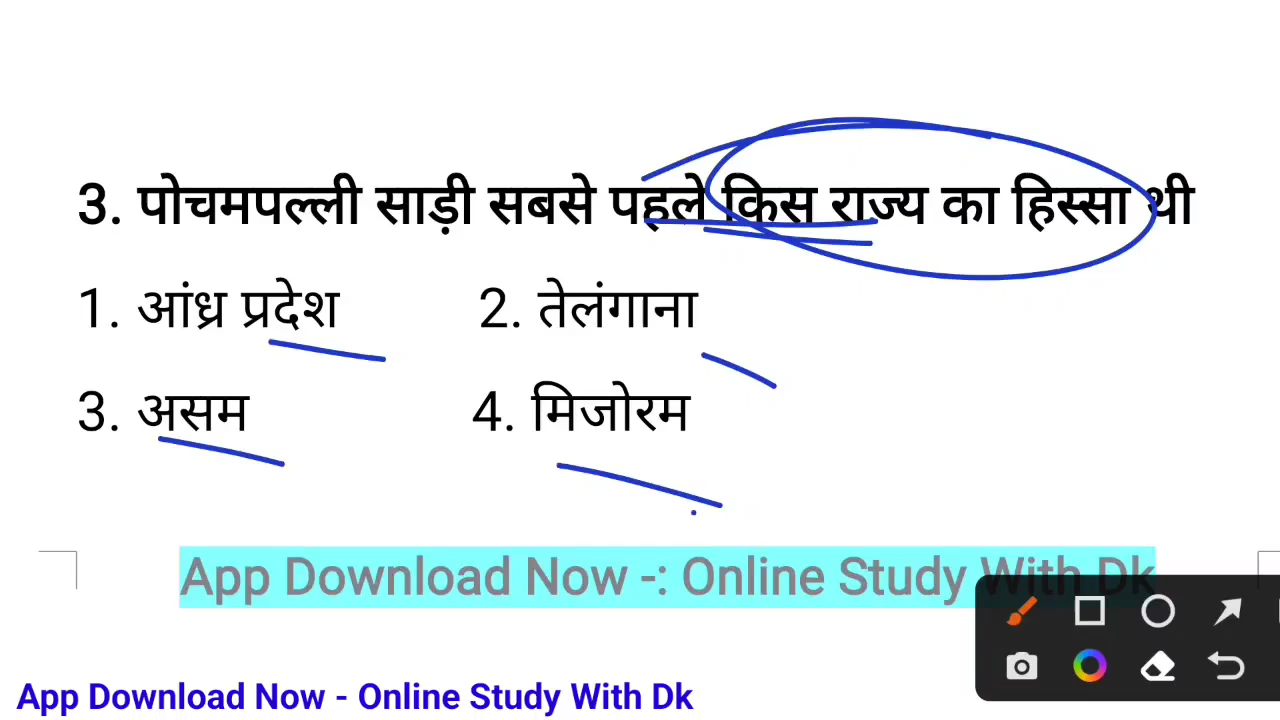 3. पोचमपल्ली साड़ी सबसे पहले किस राज्य का हिस्सा थी
1. आंध्र प्रदेश 2. तेलंगाना
3. असम 4. मिजोरम
App Download Now -: Online Study With Dk
App Download Now - Online Study With Dk